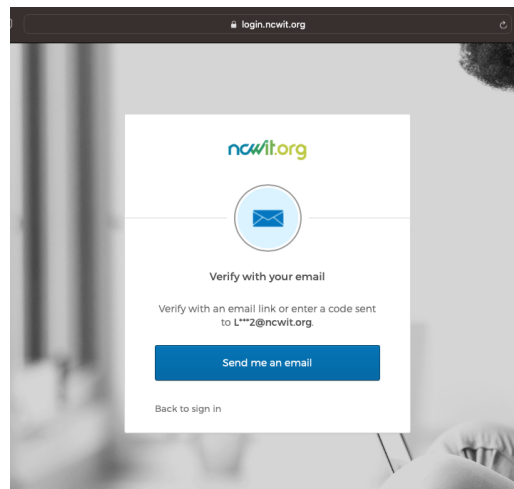 login.ncwit.org
ncwit.org
Verify with your email
Verify with an email link or enter a code sent
to L***2@ncwit.org.
Send me an email
Back to sign in